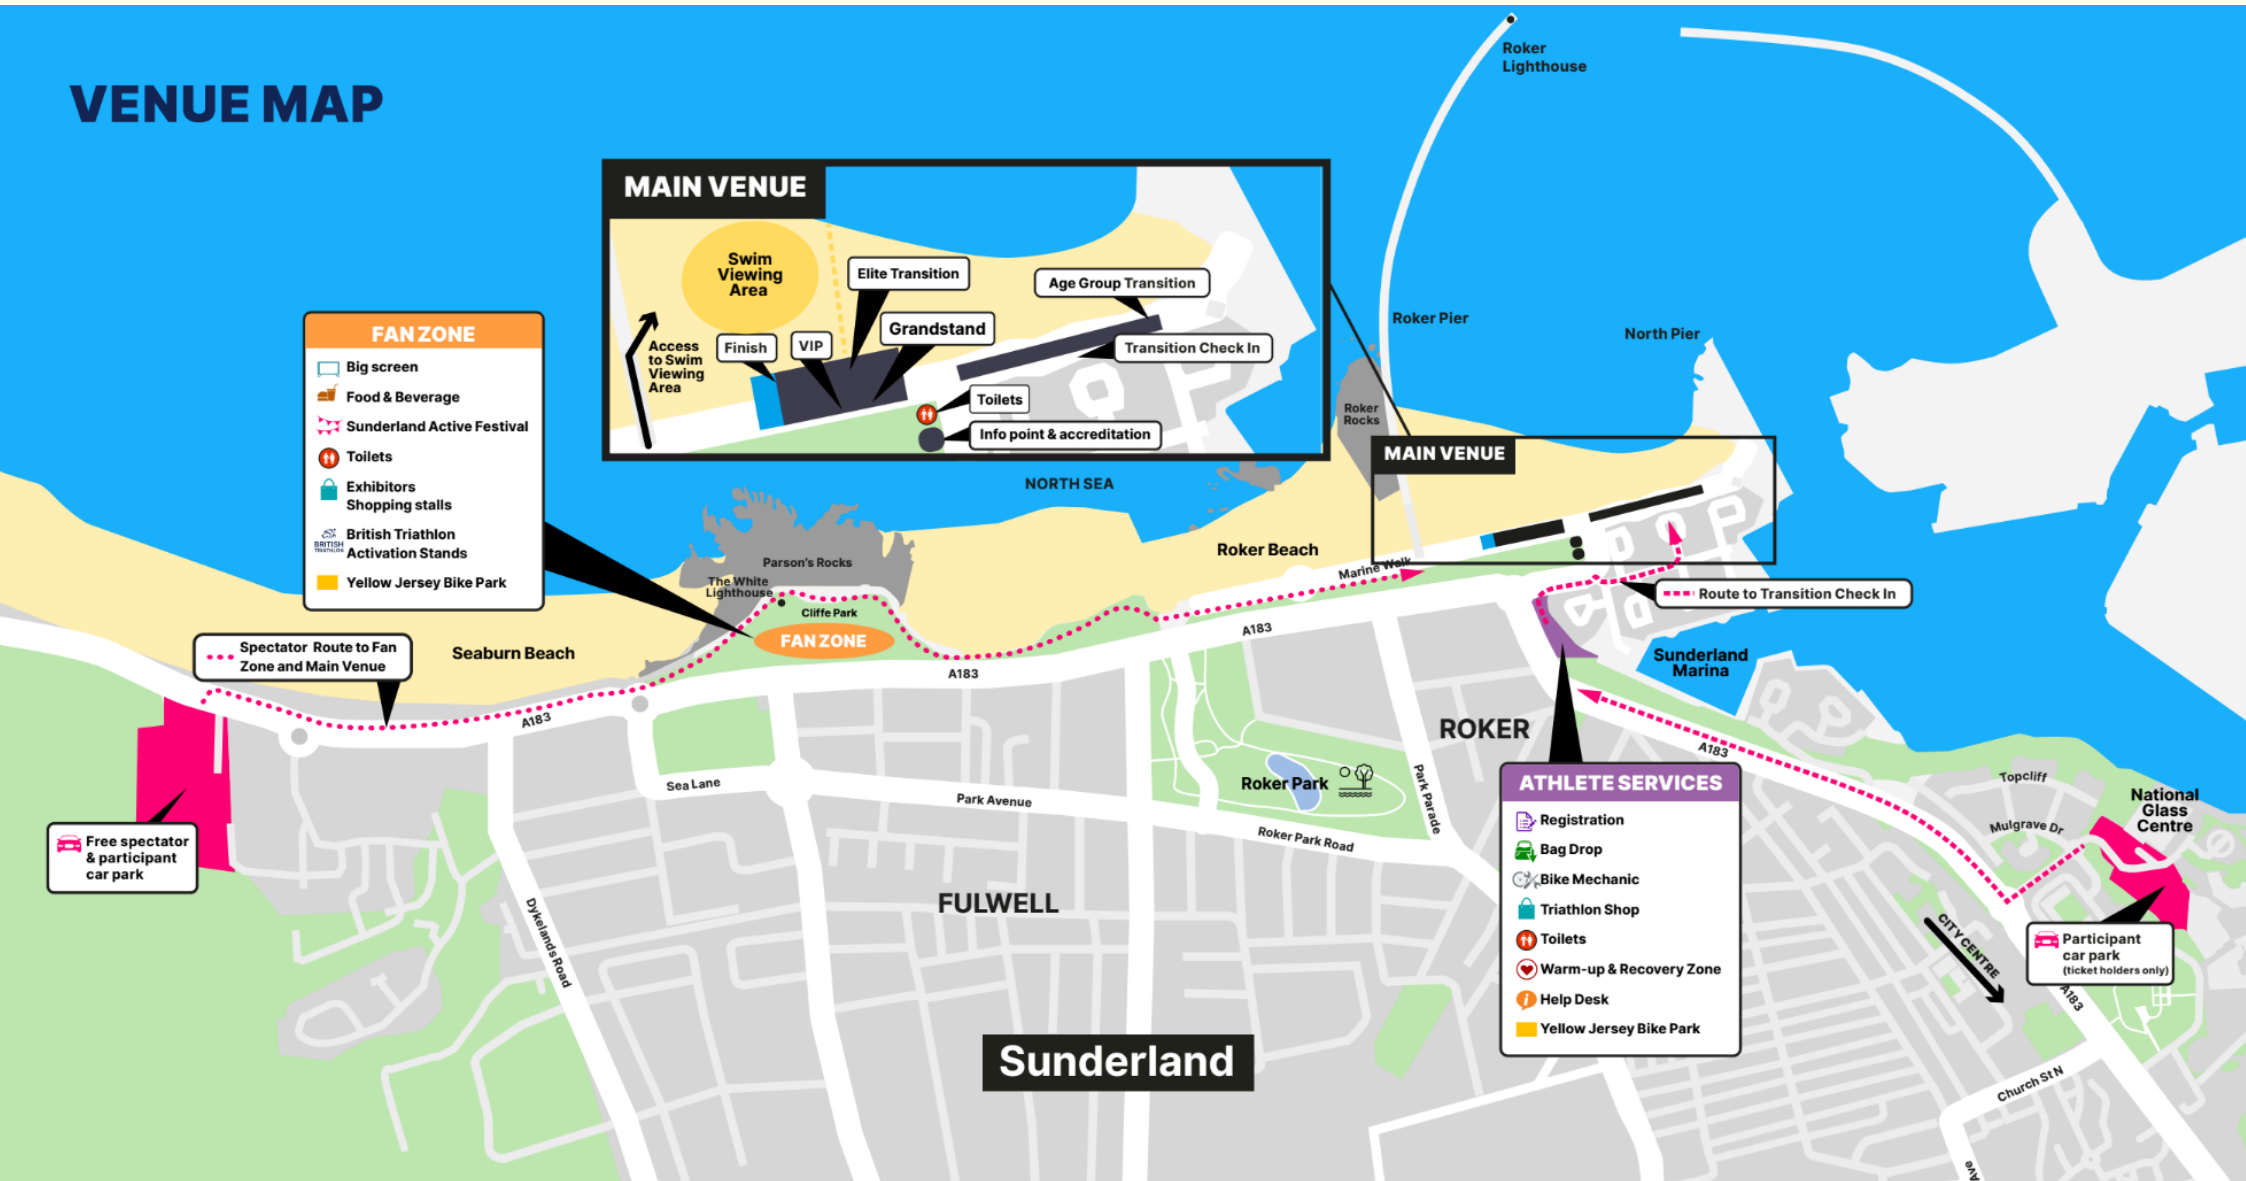 VENUE MAP
Roker
Lighthouse
MAIN VENUE
Swim
Viewing
Area
Elite Transition
Age Group Transition
Grandstand
Finish
VIP
Transition Check In
Access
to Swim
Viewing
Area
Toilets
Info point & accreditation
Roker Pier
North Pier
FAN ZONE
Big screen
Food & Beverage
Sunderland Active Festival
Toilets
Exhibitors
Shopping stalls
BRITISH
TRIATHLON
British Triathlon
Activation Stands
Yellow Jersey Bike Park
Roker
Rocks
MAIN VENUE
NORTH SEA
Roker Beach
Marine Walk
Parson's Rocks
The White
Lighthouse
Cliffe Park
FAN ZONE
Route to Transition Check In
Spectator Route to Fan
Zone and Main Venue
Seaburn Beach
A183
A183
A183
Sunderland
Marina
ROKER
A183
Sea Lane
Park Avenue
Roker Park
Park Parade
Roker Park Road
Topcliff
Mulgrave Dr
National
Glass
Centre
Free spectator
& participant
car park
ATHLETE SERVICES
Registration
Bag Drop
Bike Mechanic
Triathlon Shop
Toilets
Warm-up & Recovery Zone
Help Desk
Yellow Jersey Bike Park
FULWELL
Dykelands Road
CITY CENTRE
Participant
car park
(ticket holders only)
A183
Sunderland
Church St N
Ave